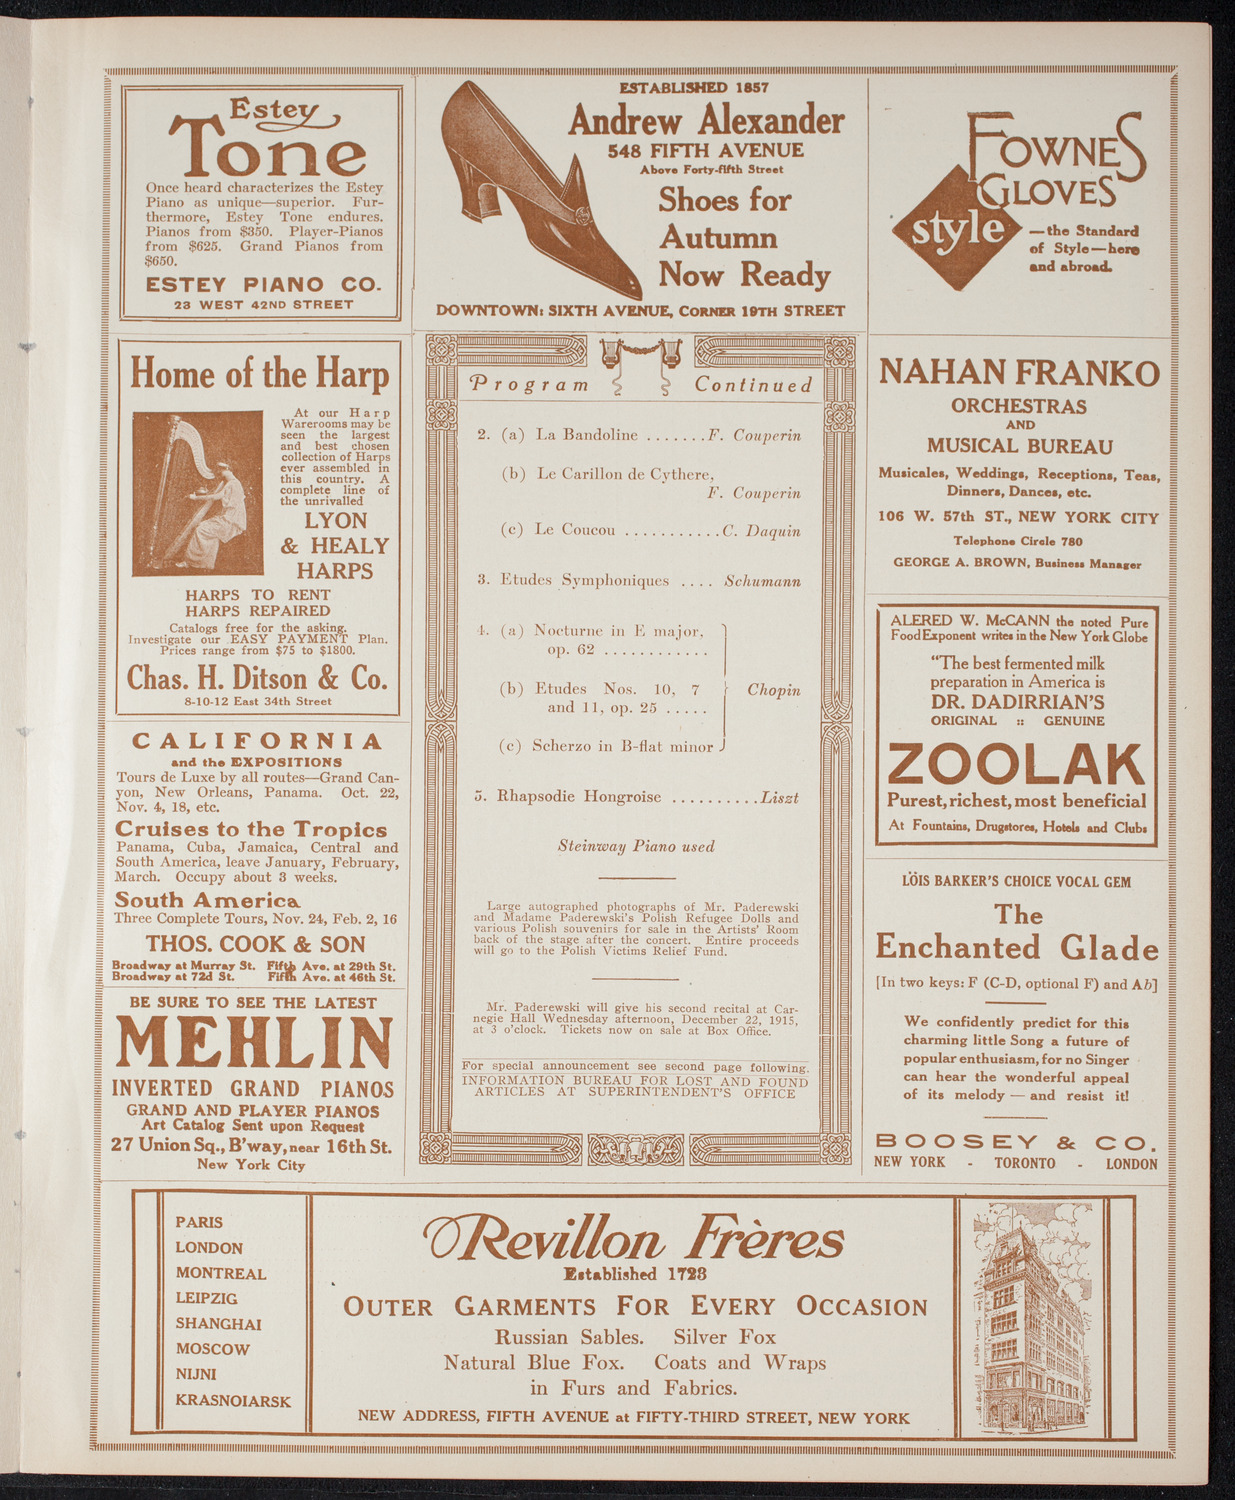 Estey
Tone
Once heard characterizes the Estey
Piano as unique—superior. Fur-
thermore, Estey Tone endures.
Pianos from $350. Player-Pianos
from $625. Grand Pianos from
$650.
ESTEY PIANO CO.
23 WEST 42ND STREET
ESTABLISHED 1857
Andrew Alexander
548 FIFTH AVENUE
Above Forty-fifth Street
Shoes for
Autumn
Now Ready
DOWNTOWN: SIXTH AVENUE, CORNER 19TH STREET
FOWNES
GLOVES
style
—the Standard
of Style—here
and abroad.
Home of the Harp
At our Harp
Warerooms may be
seen the largest
and best chosen
collection of Harps
ever assembled in
this country. A
complete line of
the unrivalled
LYON
& HEALY
HARPS
HARPS TO RENT
HARPS REPAIRED
Catalogs free for the asking.
Investigate our EASY PAYMENT Plan.
Prices range from $75 to $1800.
Chas. H. Ditson & Co.
8-10-12 East 34th Street
CALIFORNIA
and the EXPOSITIONS
Tours de Luxe by all routes—Grand Can-
yon, New Orleans, Panama. Oct. 22,
Nov. 4, 18, etc.
Cruises to the Tropics
Panama, Cuba, Jamaica, Central and
South America, leave January, February,
March. Occupy about 3 weeks.
South America
Three Complete Tours, Nov. 24, Feb. 2, 16
THOS. COOK & SON
Broadway at Murray St. Fifth Ave. at 29th St.
Broadway at 72d St. Fifth Ave. at 46th St.
BE SURE TO SEE THE LATEST
MEHLIN
INVERTED GRAND PIANOS
GRAND AND PLAYER PIANOS
Art Catalog Sent upon Request
27 Union Sq., B'way, near 16th St.
New York City
Program Continued
2. (a) La Bandoline .......F. Couperin
(b) Le Carillon de Cythere,
F. Couperin
(c) Le Coucou ...........C. Daquin
3. Etudes Symphoniques .... Schumann
4. (a) Nocturne in E major,
op. 62 ............
(b) Etudes Nos. 10, 7 } Chopin
and 11, op. 25 .....
(c) Scherzo in B-flat minor
5. Rhapsodie Hongroise ..........Liszt
Steinway Piano used
Large autographed photographs of Mr. Paderewski
and Madame Paderewski's Polish Refugee Dolls and
various Polish souvenirs for sale in the Artists' Room
back of the stage after the concert. Entire proceeds
will go to the Polish Victims Relief Fund.
Mr. Paderewski will give his second recital at Car-
negie Hall Wednesday afternoon, December 22, 1915,
at 3 o'clock. Tickets now on sale at Box Office.
For special announcement see second page following.
INFORMATION BUREAU FOR LOST AND FOUND
ARTICLES AT SUPERINTENDENT'S OFFICE
NAHAN FRANKO
ORCHESTRAS
AND
MUSICAL BUREAU
Musicales, Weddings, Receptions, Teas,
Dinners, Dances, etc.
106 W. 57th ST., NEW YORK CITY
Telephone Circle 780
GEORGE A. BROWN, Business Manager
ALERED W. McCANN the noted Pure
Food Exponent writes in the New York Globe
"The best fermented milk
preparation in America is
DR. DADIRRIAN'S
ORIGINAL :: GENUINE
ZOOLAK
Purest, richest, most beneficial
At Fountains, Drugstores, Hotels and Clubs
LÖIS BARKER'S CHOICE VOCAL GEM
The
Enchanted Glade
[In two keys: F (C-D, optional F) and Ab]
We confidently predict for this
charming little Song a future of
popular enthusiasm, for no Singer
can hear the wonderful appeal
of its melody — and resist it!
BOOSEY & CO.
NEW YORK - TORONTO - LONDON
PARIS
LONDON
MONTREAL
LEIPZIG
SHANGHAI
MOSCOW
NIJNI
KRASNOIARSK
Revillon Frères
Established 1723
OUTER GARMENTS FOR EVERY OCCASION
Russian Sables. Silver Fox
Natural Blue Fox. Coats and Wraps
in Furs and Fabrics.
NEW ADDRESS, FIFTH AVENUE at FIFTY-THIRD STREET, NEW YORK